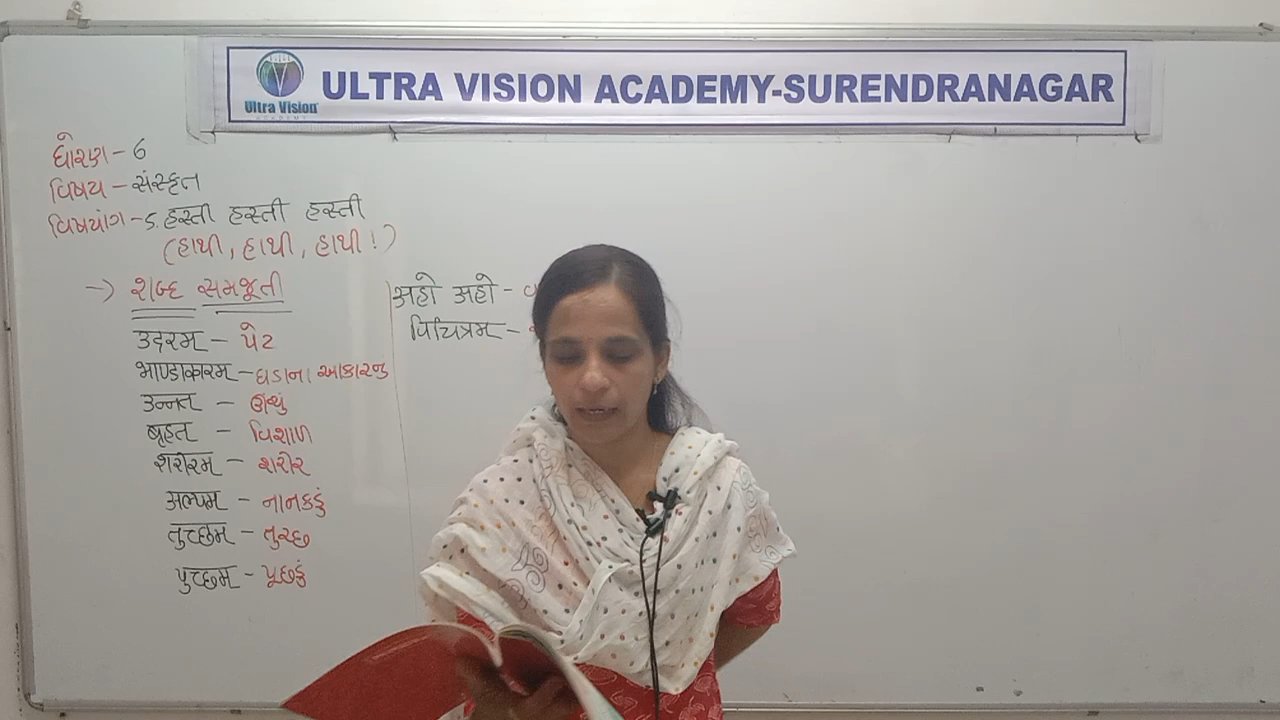 ULTRA VISION ACADEMY-SURENDRANAGAR
Ultra Vision
ACADEMY
ધોરણ - 6
વિષય - સંસ્કૃત
વિષયાંગ - 5. हस्ती हस्ती हस्ती
(હાથી, હાથી, હાથી!)
→ શબ્દ સમજૂતી
उदरम् - પેટ
भाण्डाकारम् - ઘડાના આકારનું
उन्नत - ઊંચુ
बृहत - વિશાળ
शरीरम् - શરીર
अल्पम् - નાનકડું
तुच्छम् - તુચ્છ
पुच्छम् - પૂછડું
अहो अहो -
विचित्रम् -